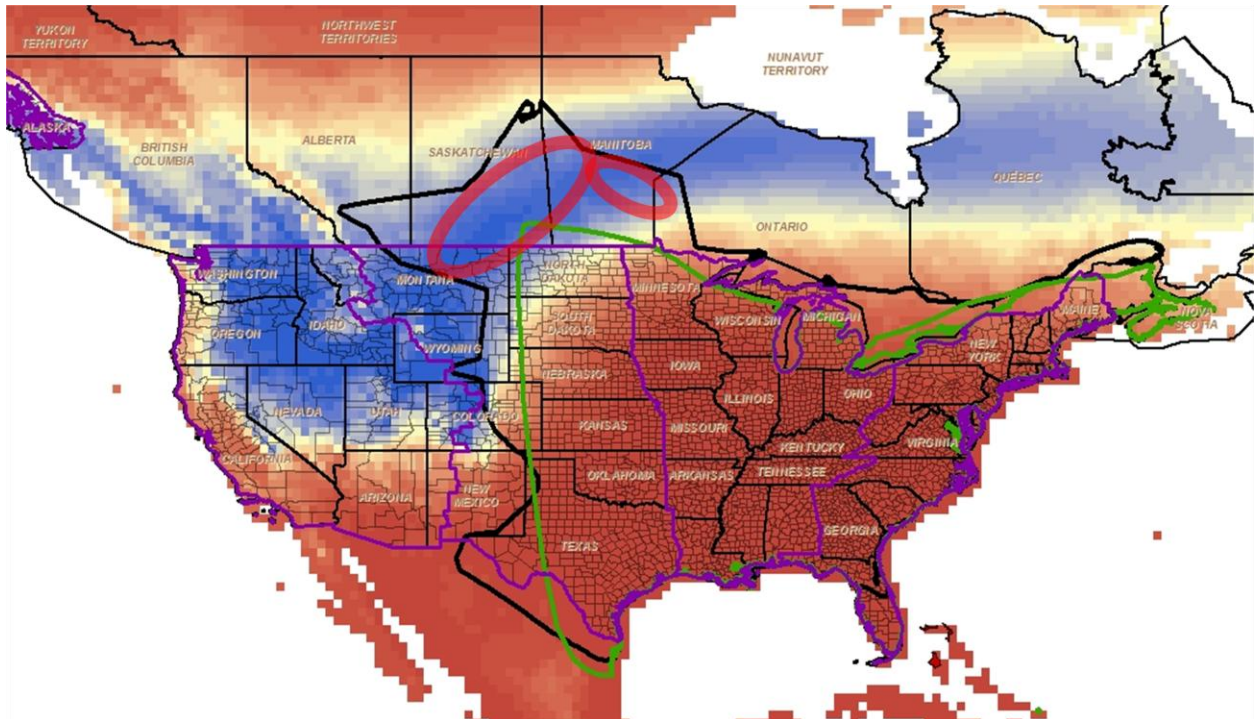 YUKON
TERRITORY
NORTHWEST
TERRITORIES
NUNAVUT
TERRITORY
ALASKA
BRITISH
COLUMBIA
ALBERTA
SASKATCHEWAN
MANITOBA
QUEBEC
ONTARIO
WASHINGTON
MONTANA
NORTH
DAKOTA
MINNESOTA
MAINE
NOVA
SCOTIA
OREGON
IDAHO
SOUTH
DAKOTA
WISCONSIN
MICHIGAN
WYOMING
NEW
YORK
NEBRASKA
IOWA
NEVADA
UTAH
COLORADO
ILLINOIS
OHIO
KANSAS
MISSOURI
KENTUCKY
VIRGINIA
CALIFORNIA
TENNESSEE
OKLAHOMA
ARKANSAS
ARIZONA
NEW
MEXICO
GEORGIA
TEXAS